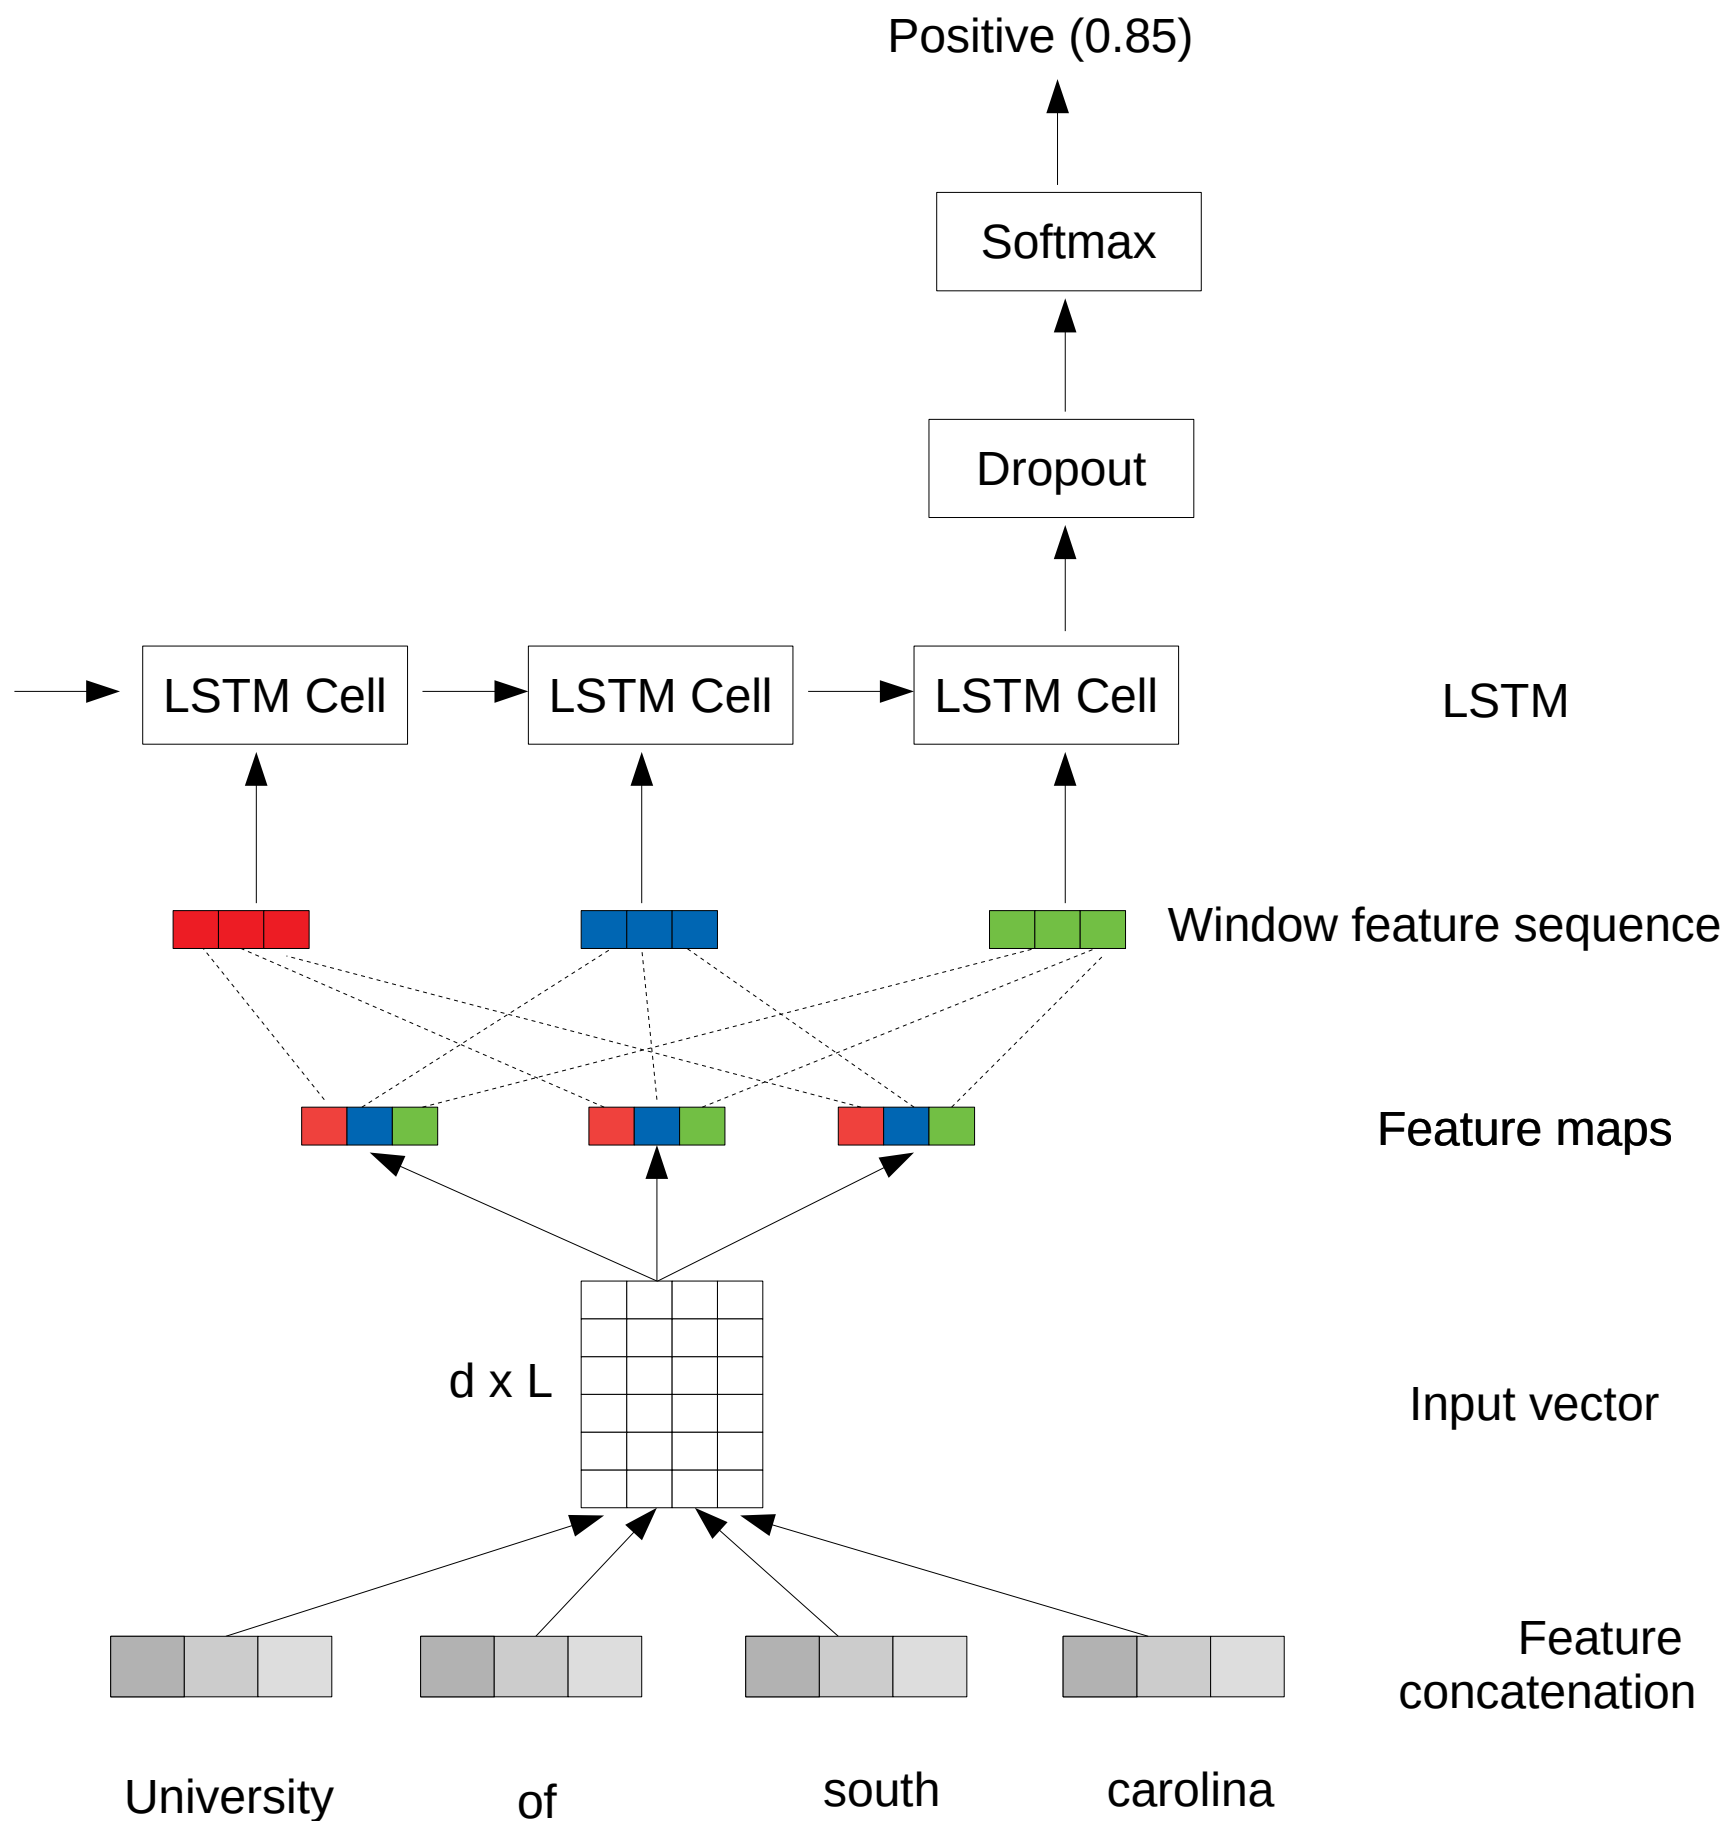 Positive (0.85)
Softmax
Dropout
LSTM Cell LSTM Cell LSTM Cell LSTM
Window feature sequence
Feature maps
d x L
Input vector
Feature
concatenation
University of south carolina